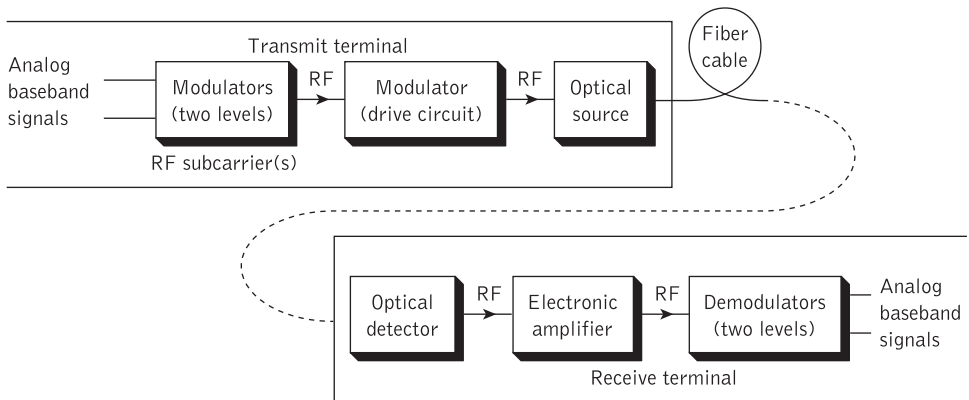 Transmit terminal
Analog
baseband
signals
Modulators
(two levels)
RF subcarrier(s)
RF
Modulator
(drive circuit)
RF
Optical
source
Fiber
cable
Optical
detector
RF
Electronic
amplifier
RF
Demodulators
(two levels)
Analog
baseband
signals
Receive terminal